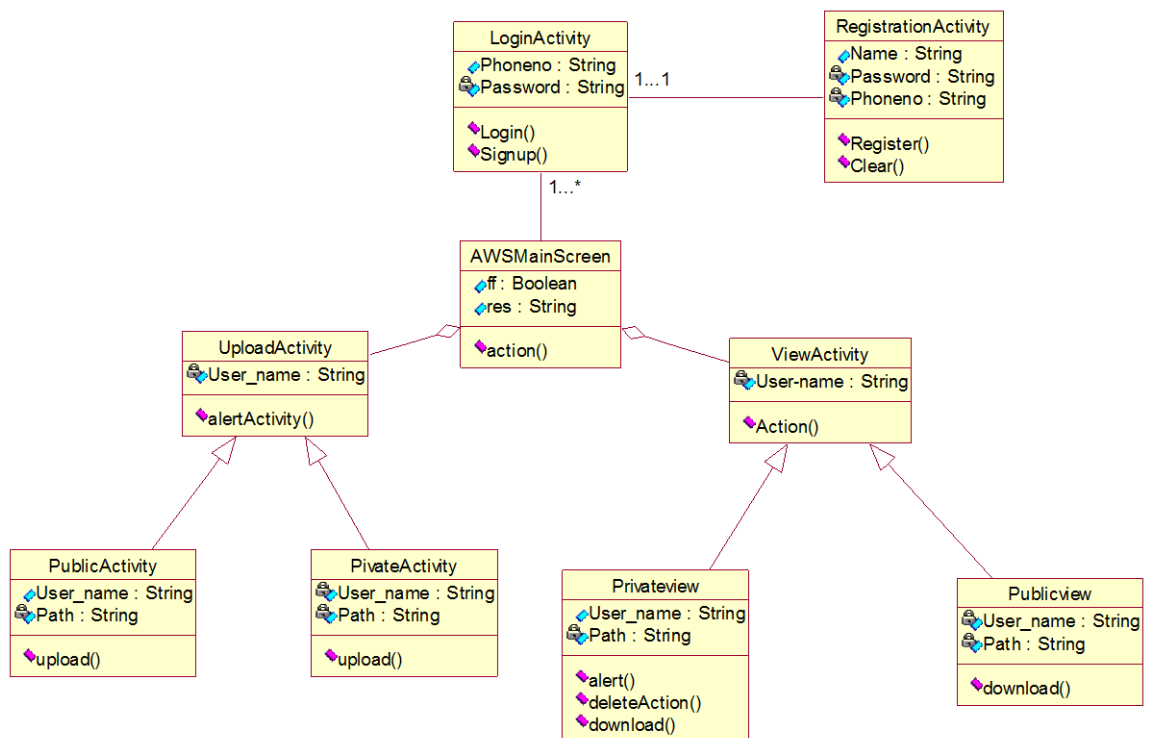 LoginActivity
Phoneno : String
Password : String
Login()
Signup()
1...1
RegistrationActivity
Name : String
Password : String
Phoneno : String
Register()
Clear()
1...*
AWSMainScreen
ff : Boolean
res : String
action()
UploadActivity
User_name : String
alertActivity()
ViewActivity
User-name : String
Action()
PublicActivity
User_name : String
Path : String
upload()
PivateActivity
User_name : String
Path : String
upload()
Privateview
User_name : String
Path : String
alert()
deleteAction()
download()
Publicview
User_name : String
Path : String
download()